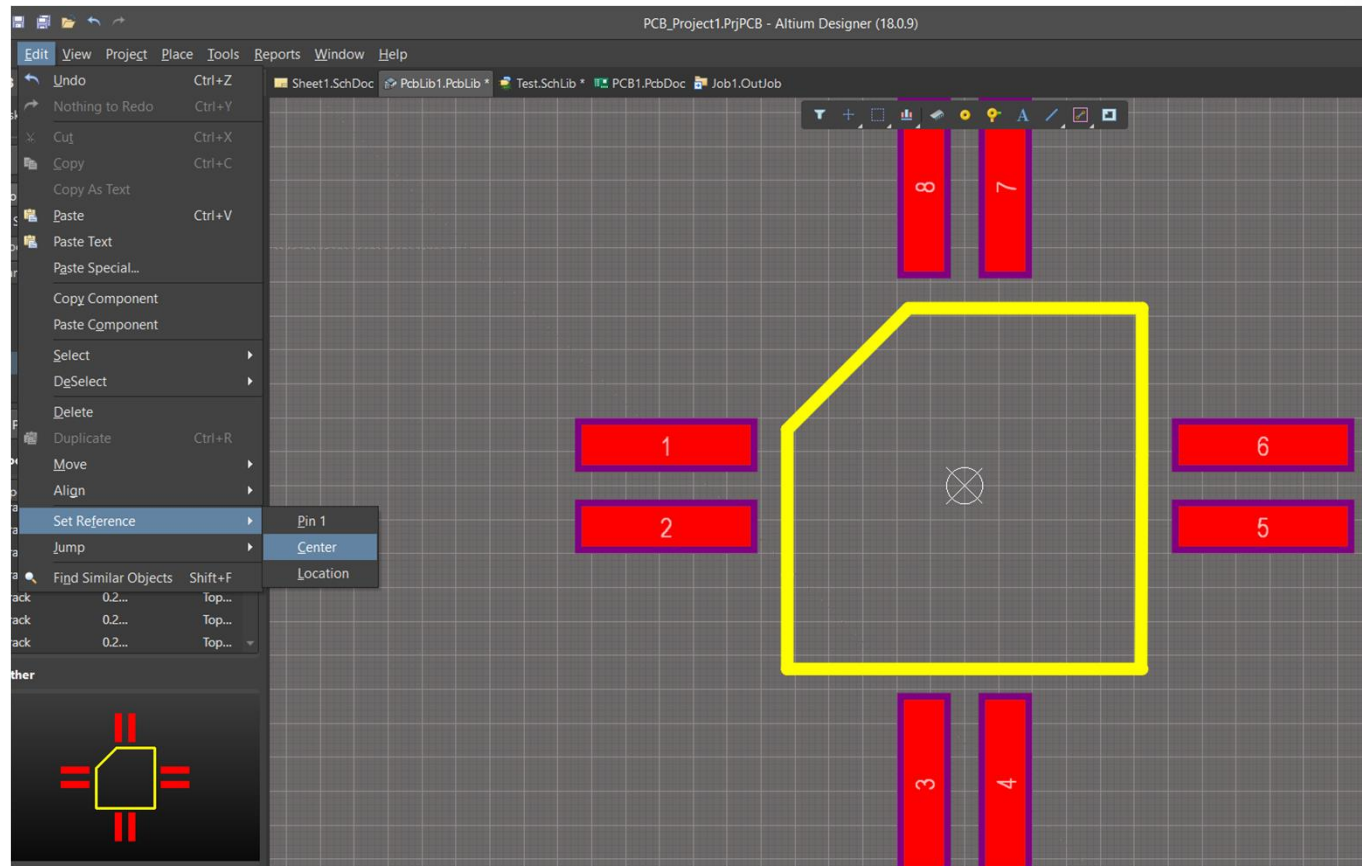 PCB_Project1.PrjPCB - Altium Designer (18.0.9)
Edit View Project Place Tools Reports Window Help
Sheet1.SchDoc PcbLib1.PcbLib * Test.SchLib * PCB1.PcbDoc Job1.OutJob
Undo Ctrl+Z
Nothing to Redo Ctrl+Y
Cut Ctrl+X
Copy Ctrl+C
Copy As Text
Paste Ctrl+V
Paste Text
Paste Special...
Copy Component
Paste Component
Select
DeSelect
Delete
Duplicate Ctrl+R
Move
Align
Set Reference
Jump
Find Similar Objects Shift+F
Pin 1
Center
Location
ack 0.2... Top...
ack 0.2... Top...
ack 0.2... Top...
ther
A
8 7
1 6
2 5
3 4